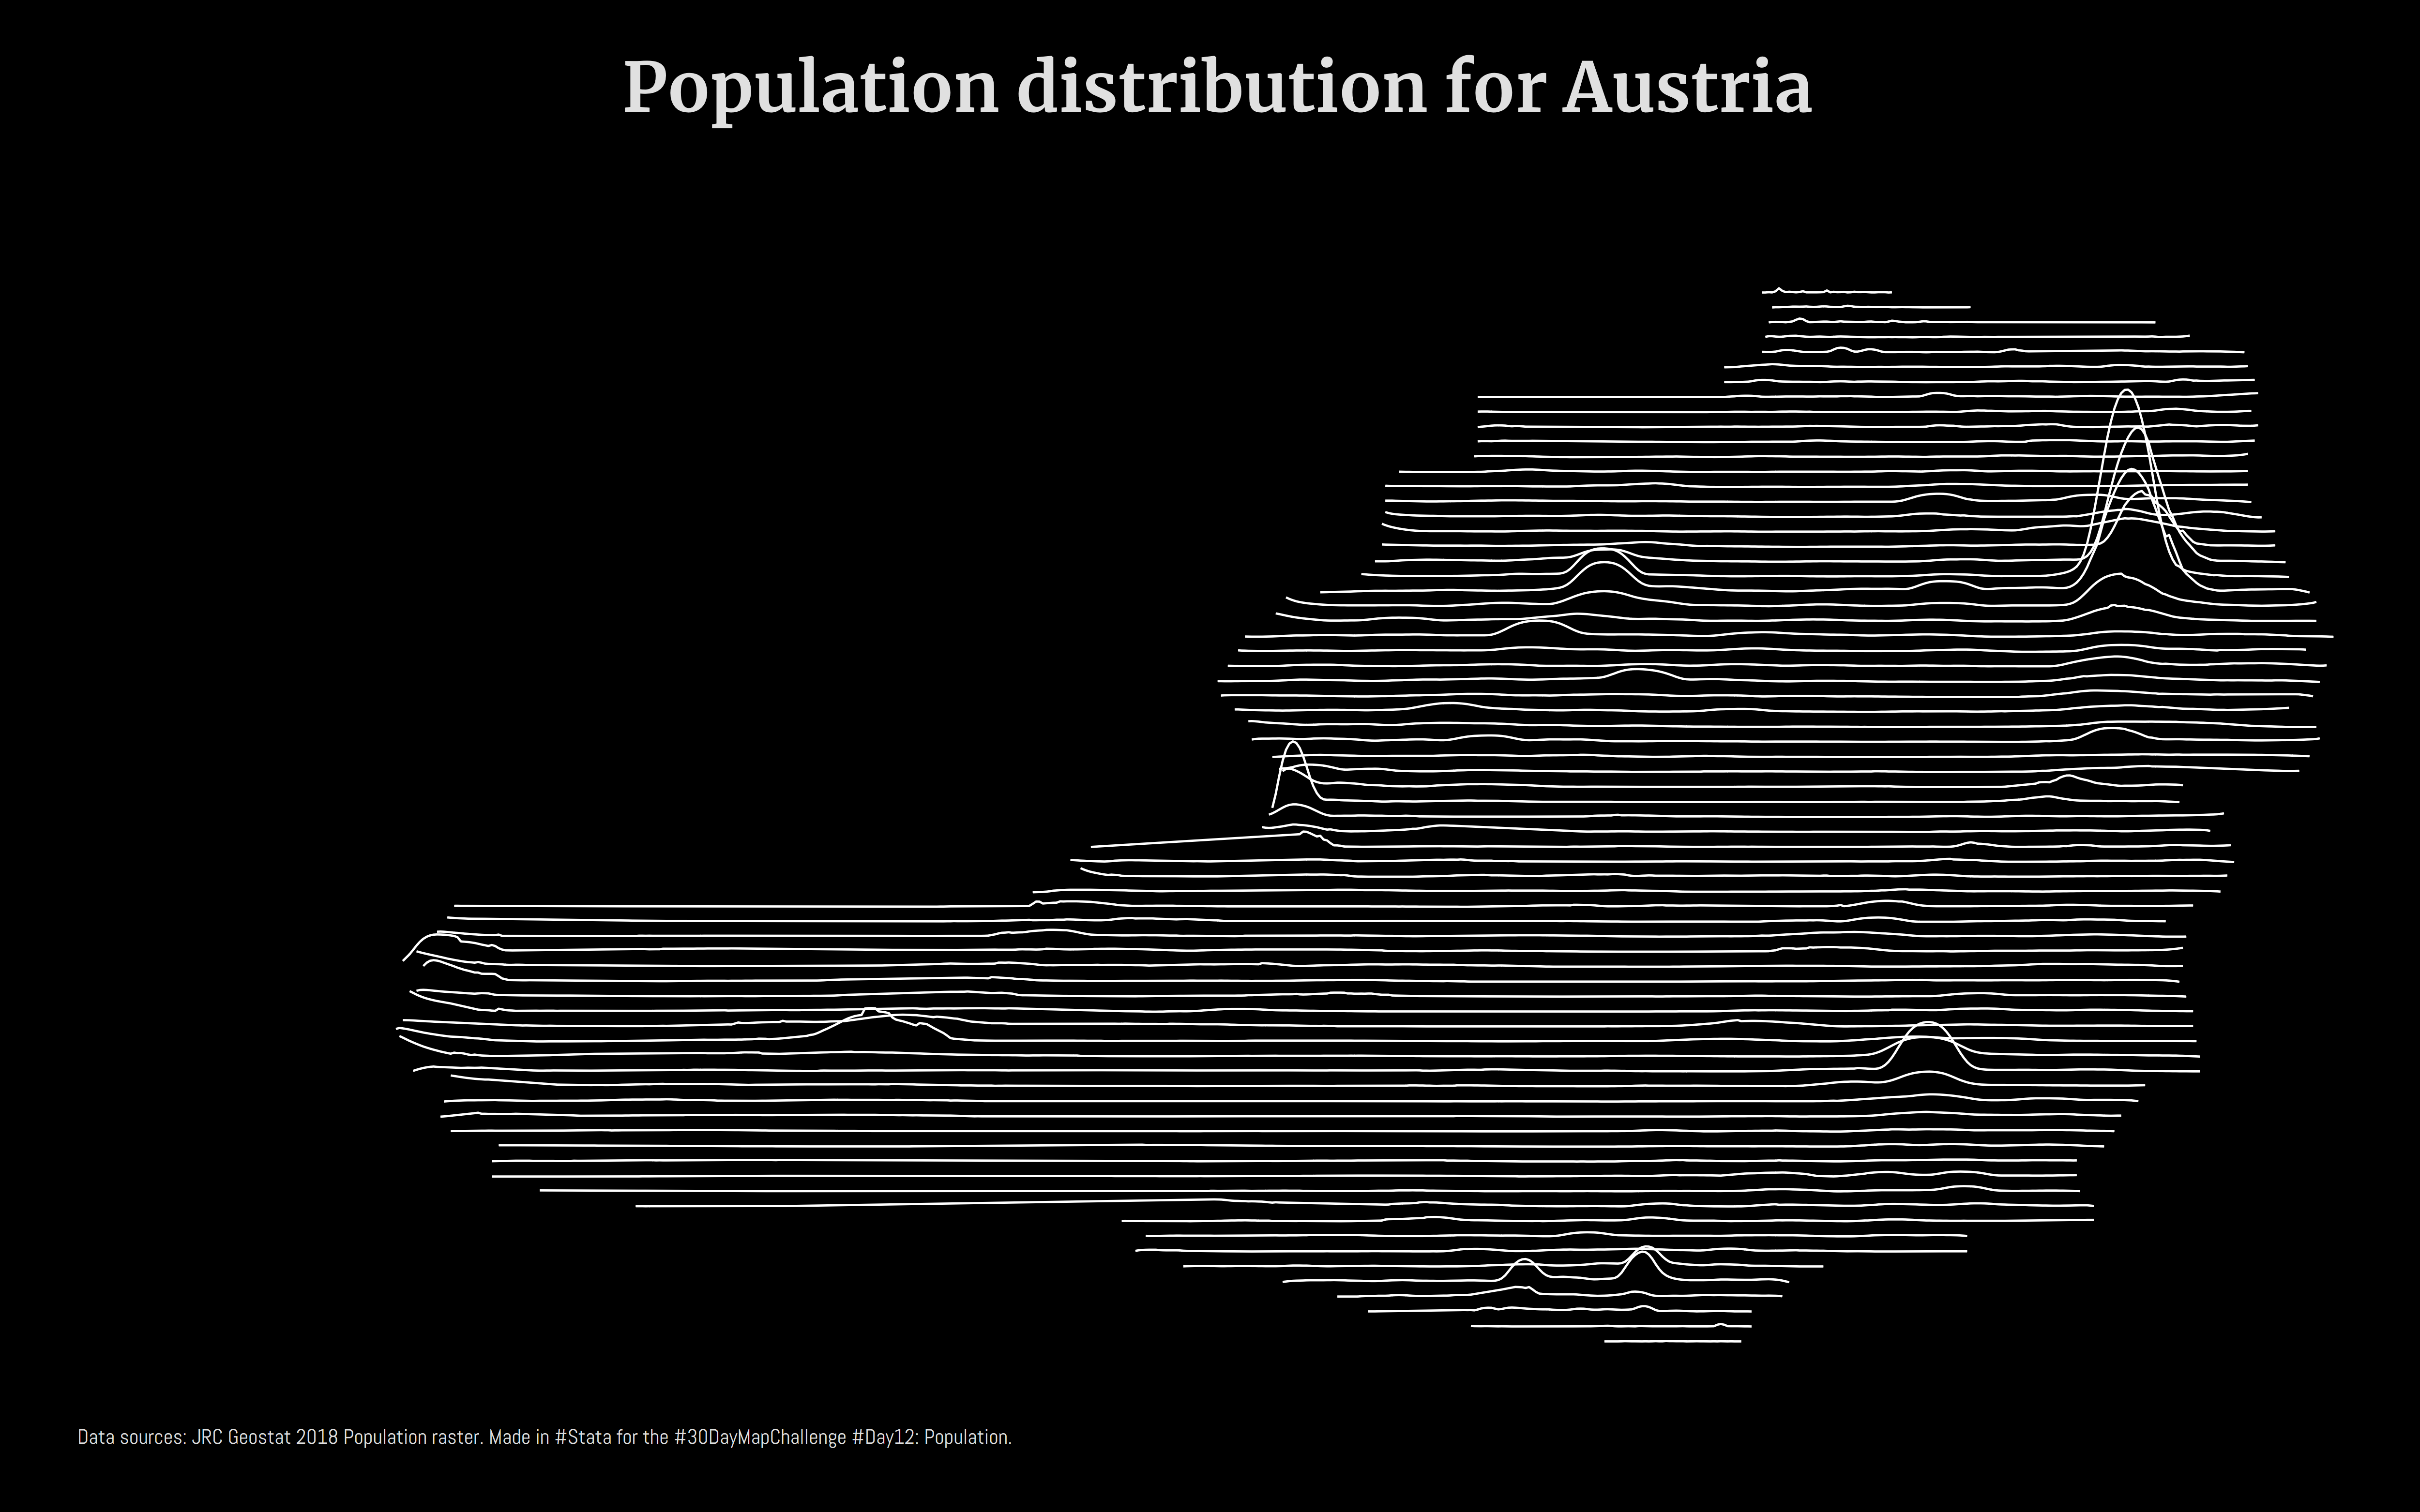 Population distribution for Austria
Data sources: JRC Geostat 2018 Population raster. Made in #Stata for the #30DayMapChallenge #Day12: Population.